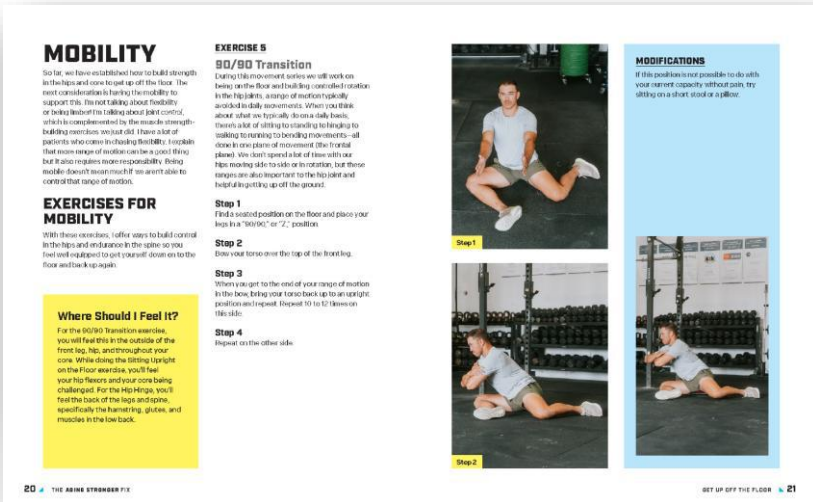 MOBILITY
So far, we have established how to build strength
in the hips and core to get up off the floor. The
next consideration is having the mobility to
support this. I'm not talking about flexibility
or being limber! I'm talking about joint control,
which is complemented by the muscle strength-
building exercises we just did. I have a lot of
patients who come in chasing flexibility. I explain
that more range of motion can be a good thing
but it also requires more responsibility. Being
mobile doesn't mean much if we aren't able to
control that range of motion.
EXERCISES FOR
MOBILITY
With these exercises, I offer ways to build control
in the hips and endurance in the spine so you
feel well equipped to get yourself down on to the
floor and back up again.
Where Should I Feel It?
For the 90/90 Transition exercise,
you will feel this in the outside of the
front leg, hip, and throughout your
core. While doing the Sitting Upright
on the Floor exercise, you'll feel
your hip flexors and your core being
challenged. For the Hip Hinge, you'll
feel the back of the legs and spine,
specifically the hamstring, glutes, and
muscles in the low back.
EXERCISE 5
90/90 Transition
During this movement series we will work on
being on the floor and building controlled rotation
in the hip joints, a range of motion typically
avoided in daily movements. When you think
about what we typically do on a daily basis,
there's a lot of sitting to standing to hinging to
walking to running to bending movements—all
done in one plane of movement (the frontal
plane). We don't spend a lot of time with our
hips moving side to side or in rotation, but these
ranges are also important to the hip joint and
helpful in getting up off the ground.
Step 1
Find a seated position on the floor and place your
legs in a "90/90," or "Z," position.
Step 2
Bow your torso over the top of the front leg.
Step 3
When you get to the end of your range of motion
in the bow, bring your torso back up to an upright
position and repeat. Repeat 10 to 12 times on
this side.
Step 4
Repeat on the other side.
Step 1
Step 2
MODIFICATIONS
If this position is not possible to do with
your current capacity without pain, try
sitting on a short stool or a pillow.
20 THE AGING STRONGER FIX
GET UP OFF THE FLOOR 21